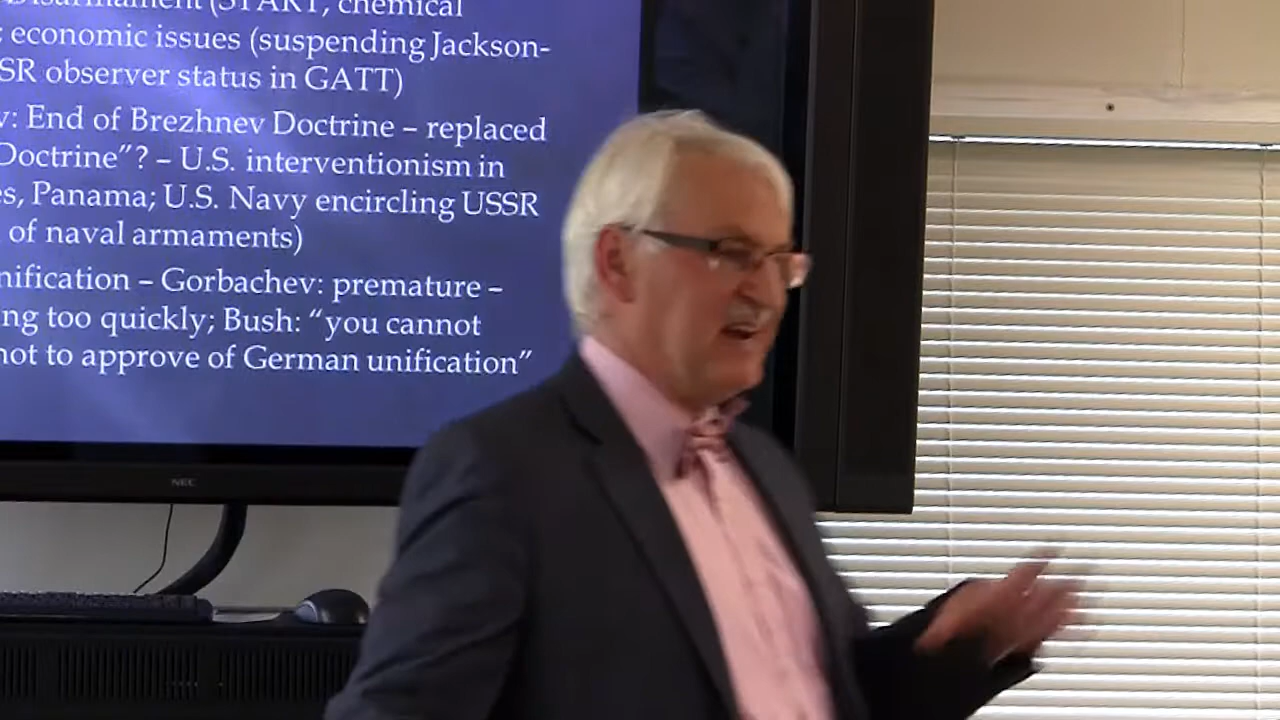 Disarmament (START, chemical
; economic issues (suspending Jackson-
SR observer status in GATT)
v: End of Brezhnev Doctrine – replaced
Doctrine”? – U.S. interventionism in
es, Panama; U.S. Navy encircling USSR
of naval armaments)
nification – Gorbachev: premature –
ng too quickly; Bush: “you cannot
not to approve of German unification”
NEC